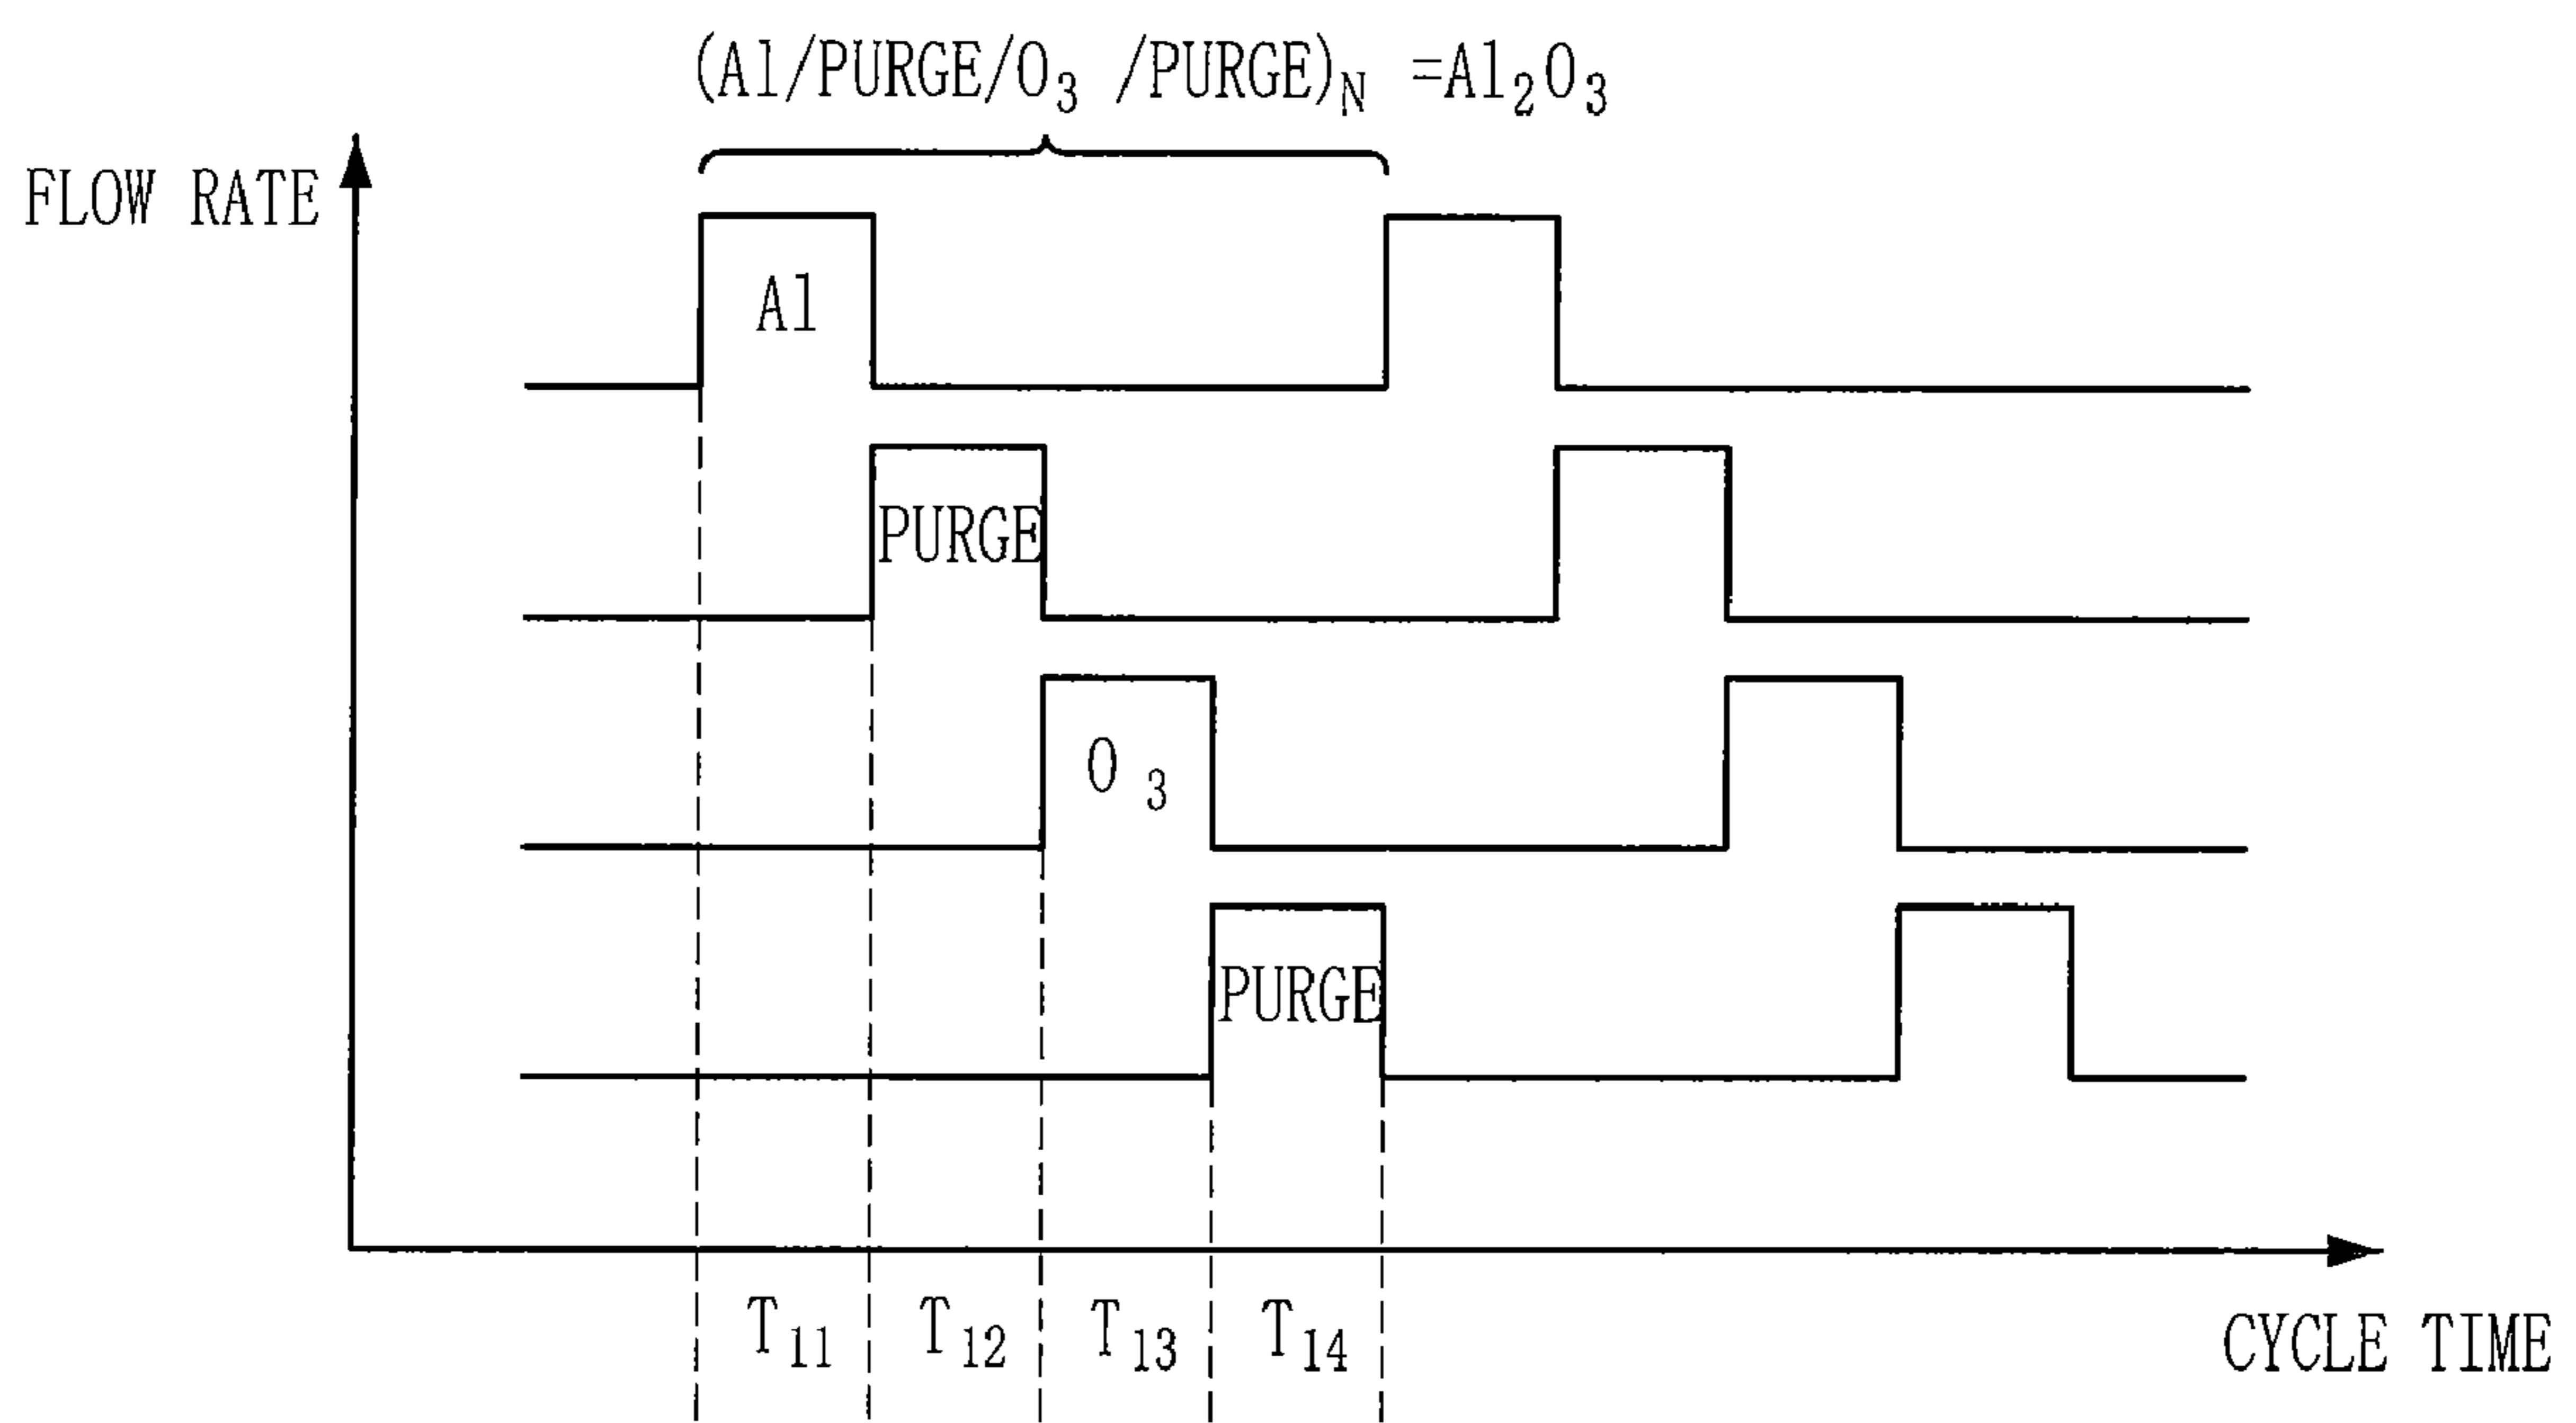 (Al/PURGE/O₃ /PURGE)ₙ =Al₂O₃
FLOW RATE
Al
PURGE
O ₃
PURGE
T₁₁ T₁₂ T₁₃ T₁₄
CYCLE TIME